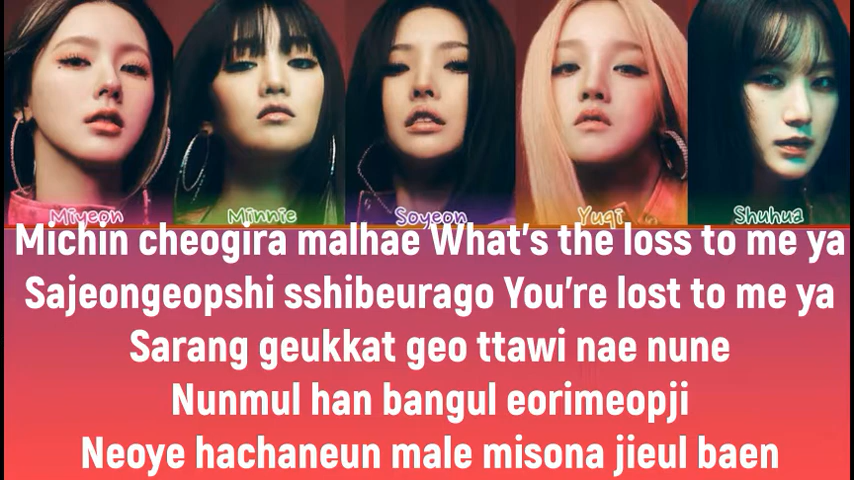 Miyeon Minnie Soyeon Yuqi Shuhua
Michin cheogira malhae What's the loss to me ya
Sajeongeopshi sshibeurago You're lost to me ya
Sarang geukkat geo ttawi nae nune
Nunmul han bangul eorimeopji
Neoye hachaneun male misona jieul baen